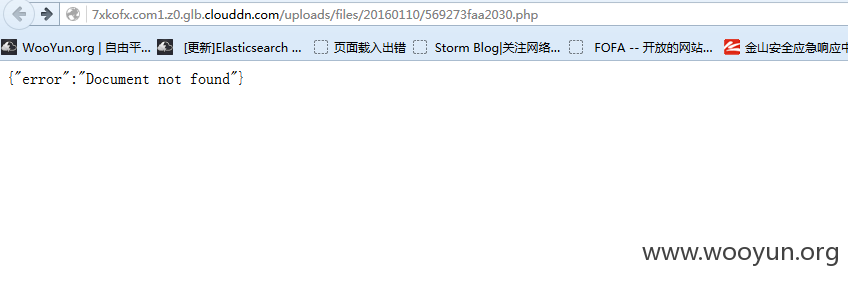 7xkofx.com1.z0.glb.clouddn.com/uploads/files/20160110/569273faa2030.php
WooYun.org | 自由平... [更新]Elasticsearch ... 页面载入出错 Storm Blog|关注网络... FOFA -- 开放的网站... 金山安全应急响应中
{"error":"Document not found"}
www.wooyun.org